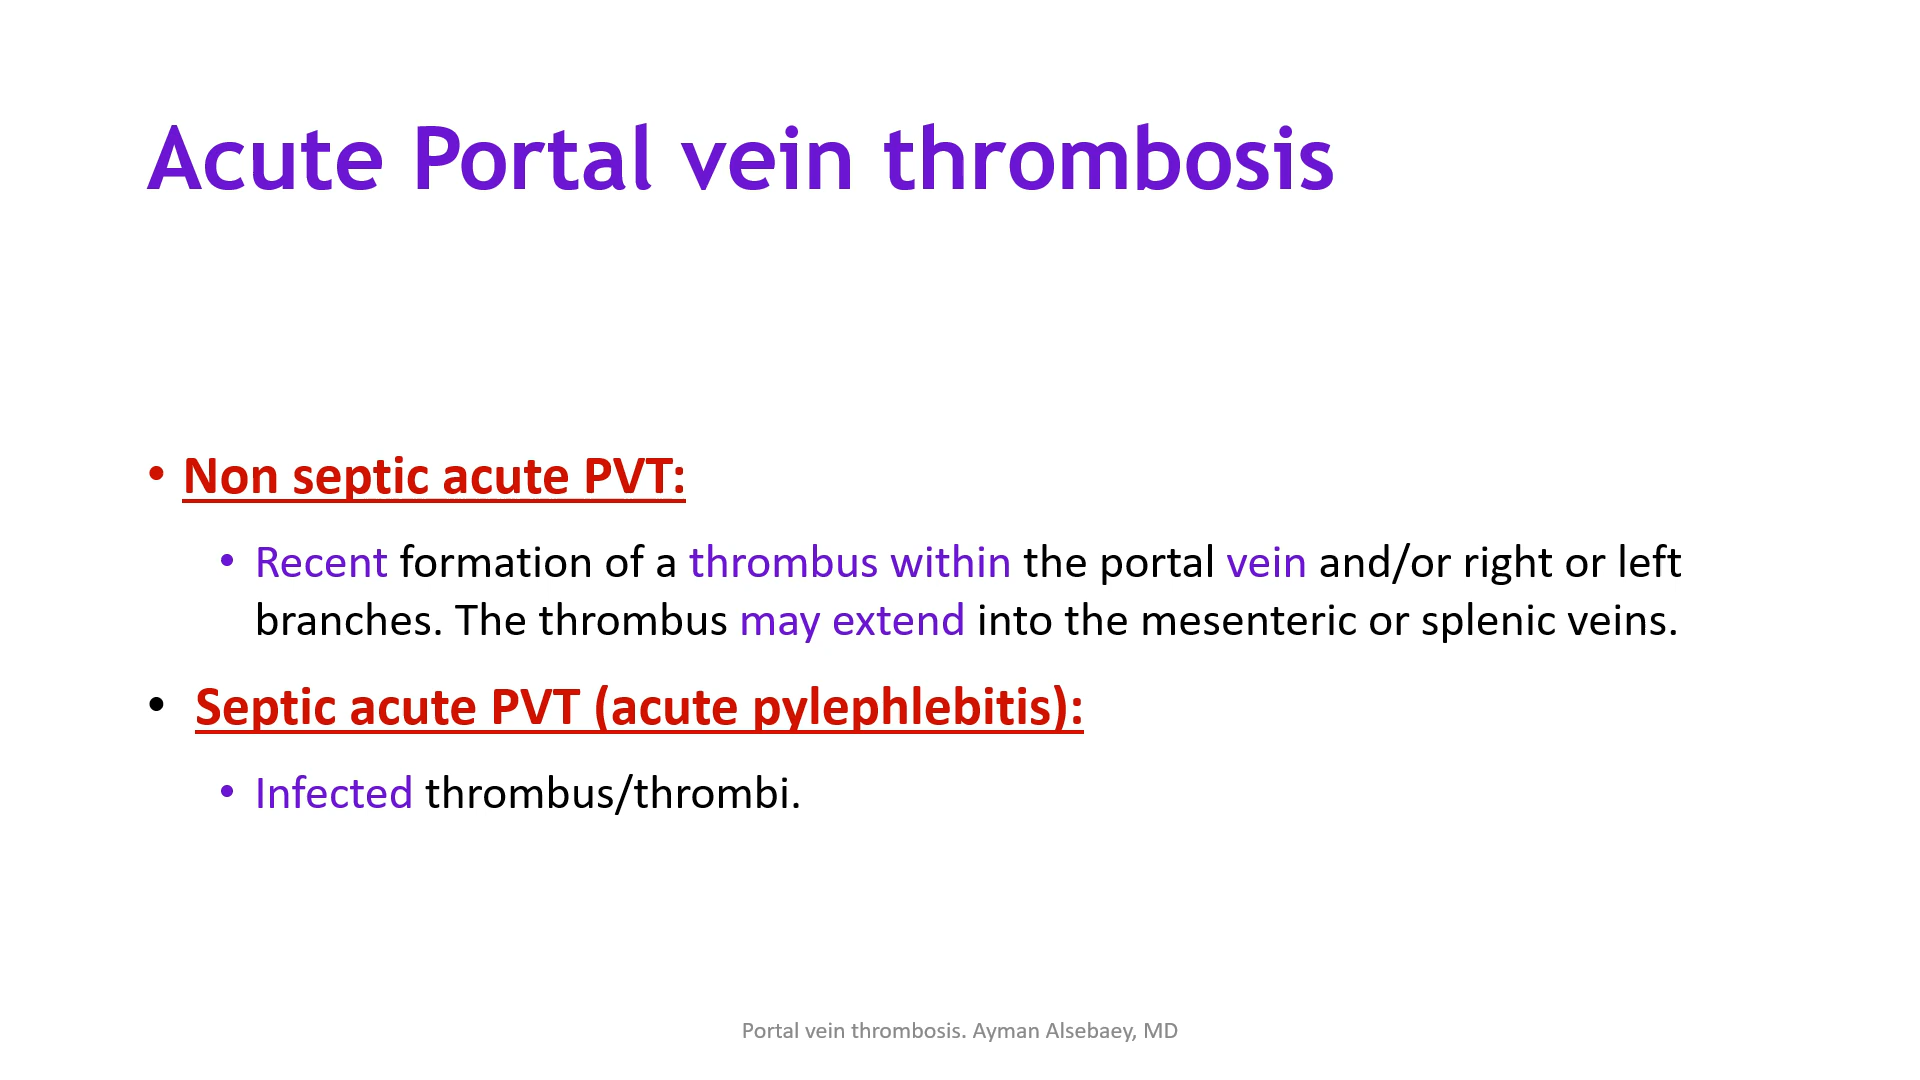 Acute Portal vein thrombosis
• Non septic acute PVT:
• Recent formation of a thrombus within the portal vein and/or right or left
branches. The thrombus may extend into the mesenteric or splenic veins.
• Septic acute PVT (acute pylephlebitis):
• Infected thrombus/thrombi.
Portal vein thrombosis. Ayman Alsebaey, MD